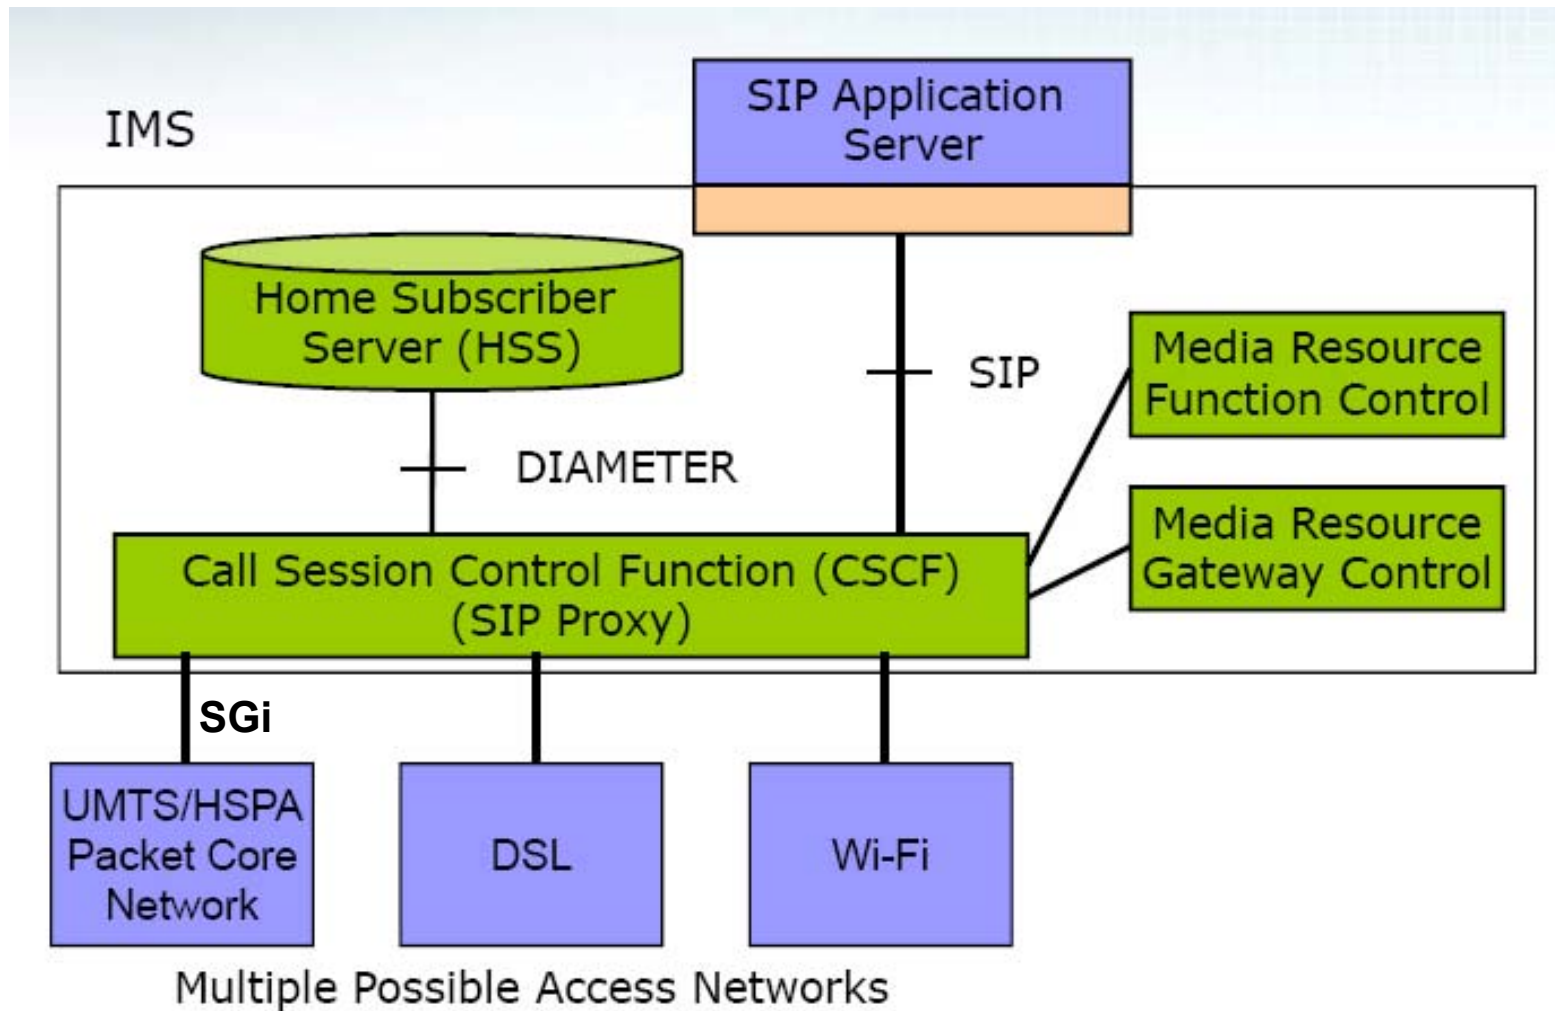 IMS
SIP Application
Server
Home Subscriber
Server (HSS)
SIP
Media Resource
Function Control
DIAMETER
Media Resource
Gateway Control
Call Session Control Function (CSCF)
(SIP Proxy)
SGi
UMTS/HSPA
Packet Core
Network
DSL
Wi-Fi
Multiple Possible Access Networks